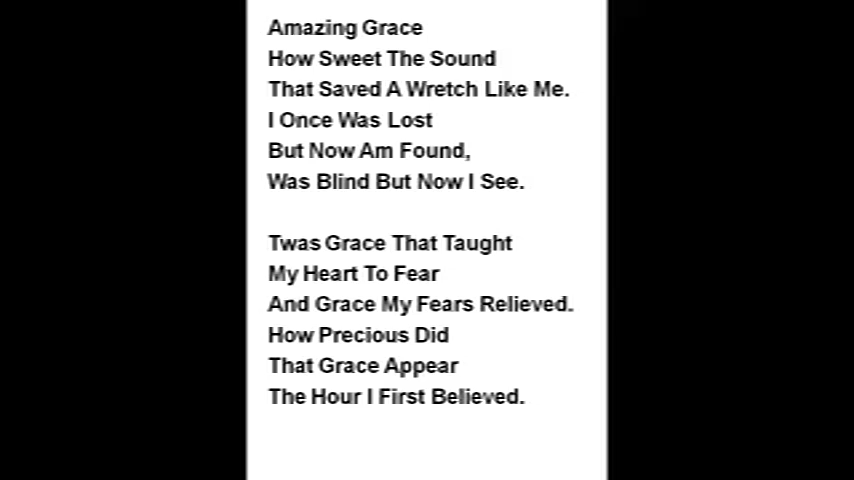 Amazing Grace
How Sweet The Sound
That Saved A Wretch Like Me.
I Once Was Lost
But Now Am Found,
Was Blind But Now I See.

Twas Grace That Taught
My Heart To Fear
And Grace My Fears Relieved.
How Precious Did
That Grace Appear
The Hour I First Believed.